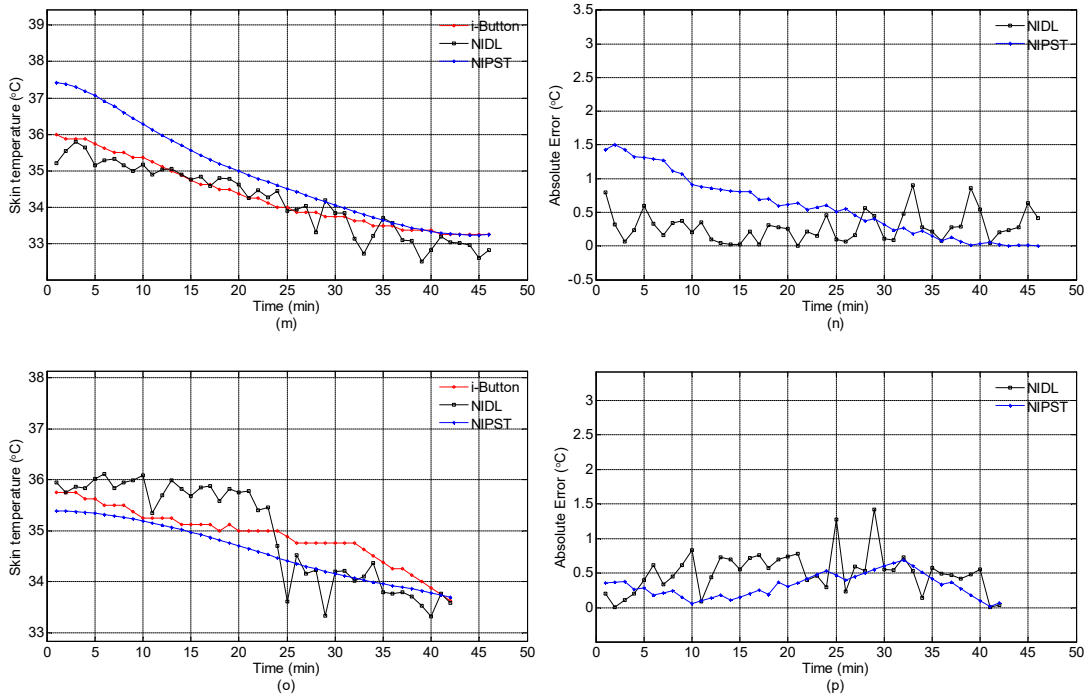 39
38
37
36
35
34
33
0 5 10 15 20 25 30 35 40 45 50
Skin temperature (°C)
Time (min)
i-Button
NIDL
NIPST
(m)
3.5
3
2.5
2
1.5
1
0.5
0
-0.5
0 5 10 15 20 25 30 35 40 45 50
Absolute Error (°C)
Time (min)
NIDL
NIPST
(n)
38
37
36
35
34
33
0 5 10 15 20 25 30 35 40 45 50
Skin temperature (°C)
Time (min)
i-Button
NIDL
NIPST
(o)
3
2.5
2
1.5
1
0.5
0
0 5 10 15 20 25 30 35 40 45 50
Absolute Error (°C)
Time (min)
NIDL
NIPST
(p)